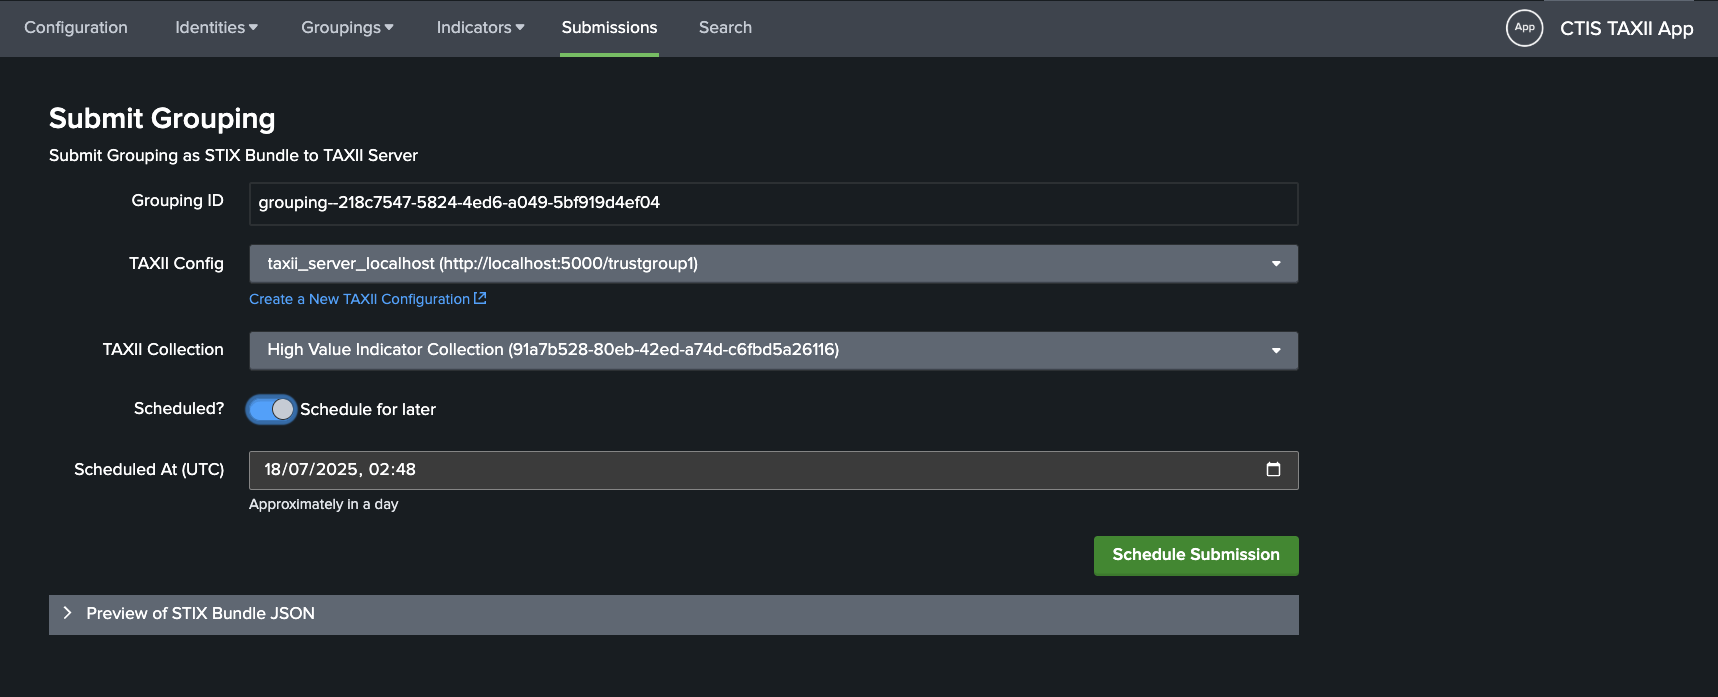 Configuration Identities Groupings Indicators Submissions Search App CTIS TAXII App
Submit Grouping
Submit Grouping as STIX Bundle to TAXII Server
Grouping ID grouping--218c7547-5824-4ed6-a049-5bf919d4ef04
TAXII Config taxii_server_localhost (http://localhost:5000/trustgroup1)
Create a New TAXII Configuration
TAXII Collection High Value Indicator Collection (91a7b528-80eb-42ed-a74d-c6fbd5a26116)
Scheduled? Schedule for later
Scheduled At (UTC) 18/07/2025, 02:48
Approximately in a day
Schedule Submission
Preview of STIX Bundle JSON